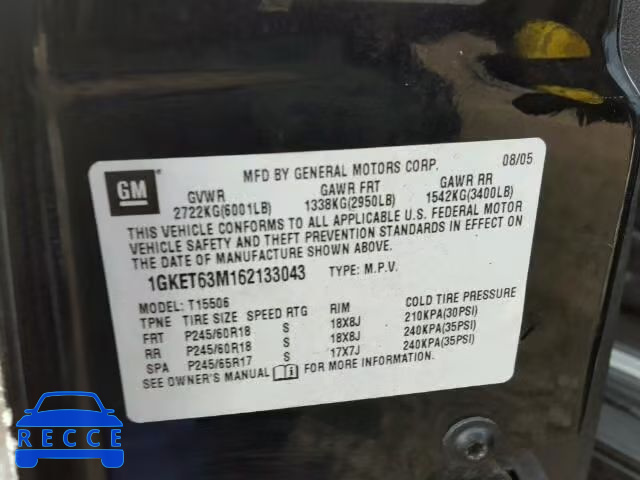 GM
MFD BY GENERAL MOTORS CORP. 08/05
GVWR GAWR FRT GAWR RR
2722KG(6001LB) 1338KG(2950LB) 1542KG(3400LB)
THIS VEHICLE CONFORMS TO ALL APPLICABLE U.S. FEDERAL MOTOR
VEHICLE SAFETY AND THEFT PREVENTION STANDARDS IN EFFECT ON
DATE OF MANUFACTURE SHOWN ABOVE.
1GKET63M162133043 TYPE: M.P.V.
MODEL: T15506
TPNE TIRE SIZE SPEED RTG RIM COLD TIRE PRESSURE
FRT P245/60R18 S 18X8J 210KPA(30PSI)
RR P245/60R18 S 18X8J 240KPA(35PSI)
SPA P245/65R17 S 17X7J 240KPA(35PSI)
SEE OWNER'S MANUAL FOR MORE INFORMATION.
RECCE